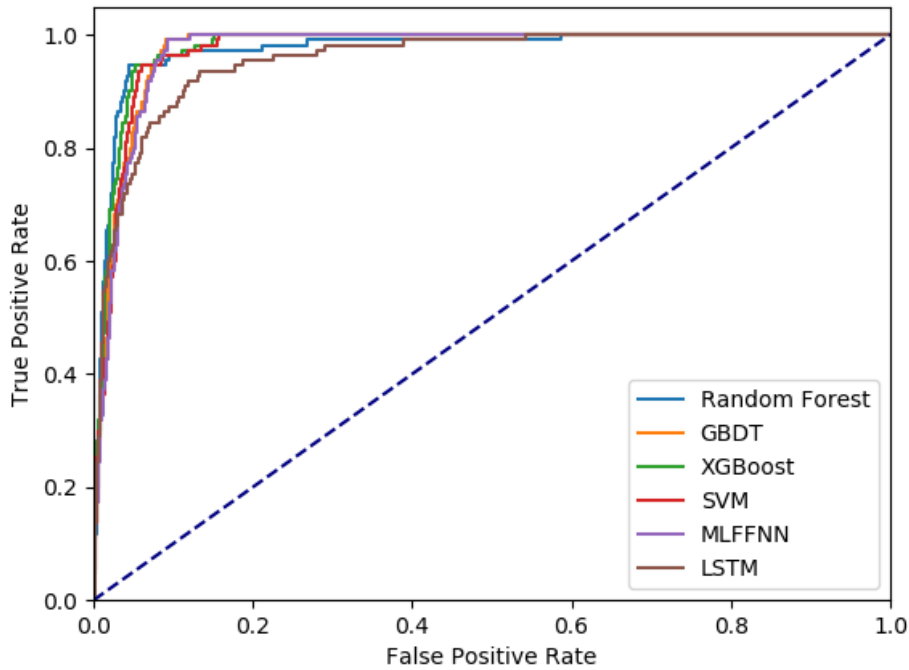 1.0
0.8
0.6
0.4
0.2
0.0
True Positive Rate
Random Forest
GBDT
XGBoost
SVM
MLFFNN
LSTM
0.0 0.2 0.4 0.6 0.8 1.0
False Positive Rate